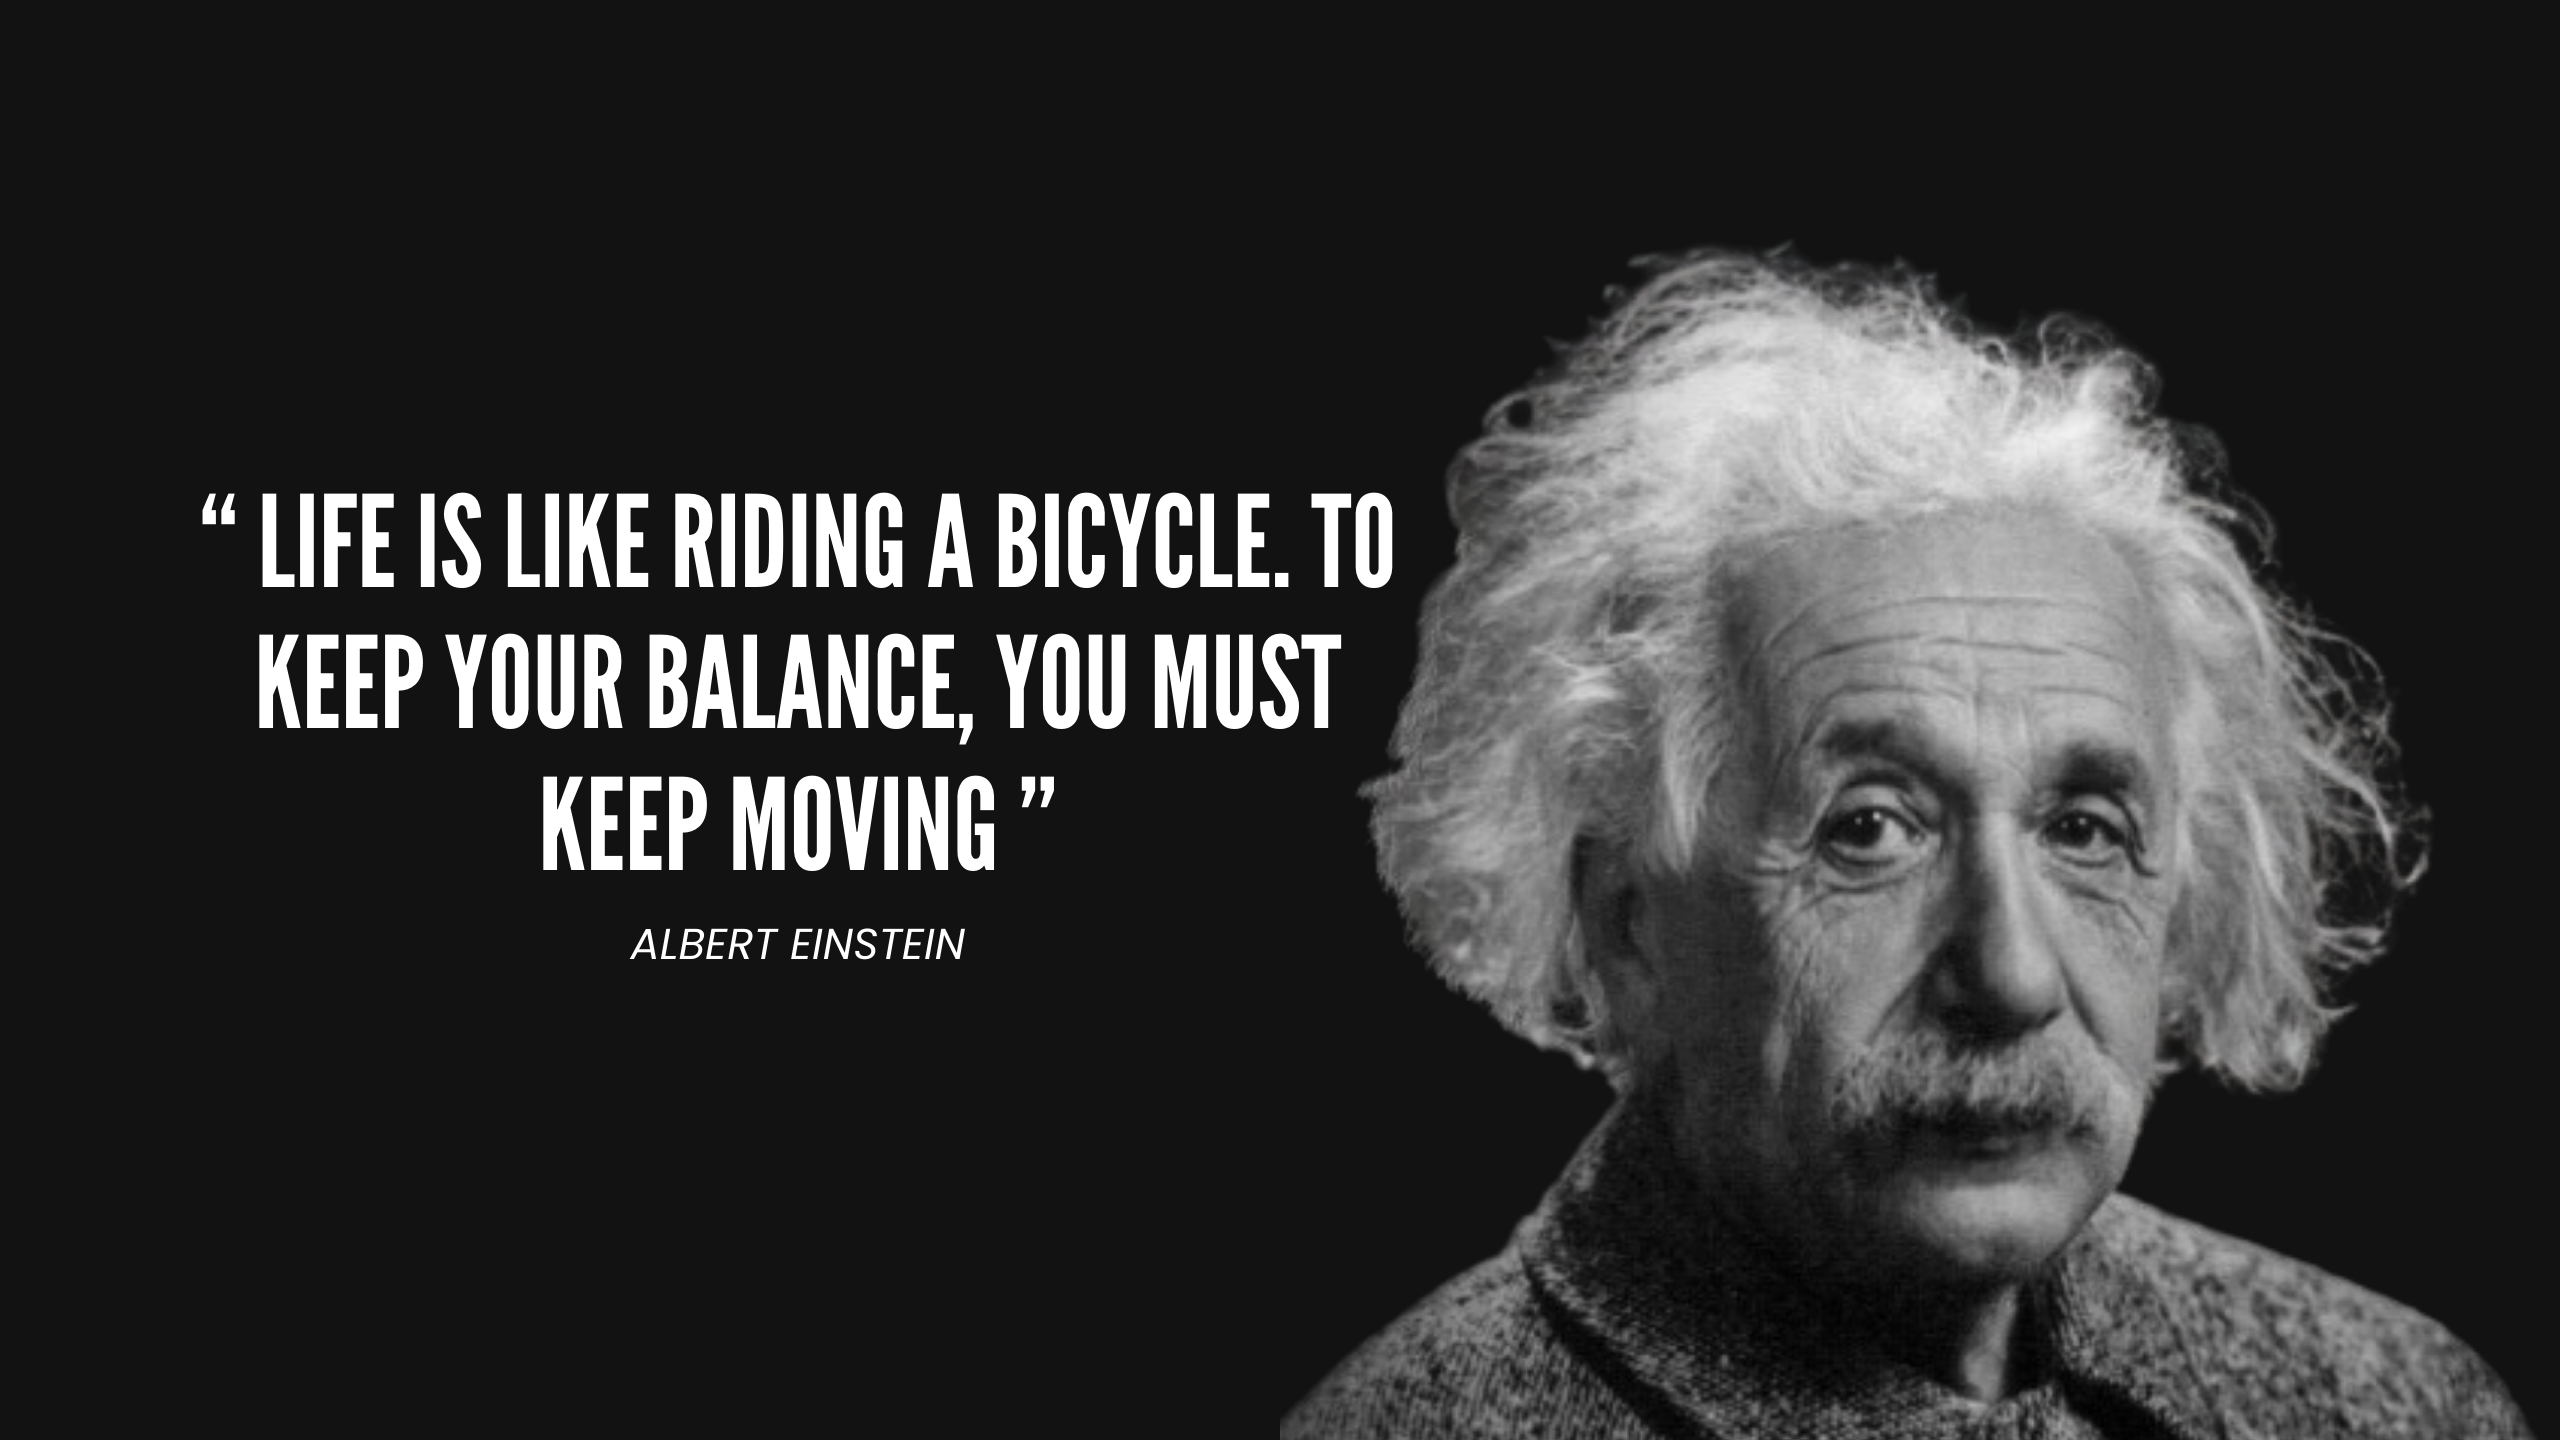 “ LIFE IS LIKE RIDING A BICYCLE. TO
KEEP YOUR BALANCE, YOU MUST
KEEP MOVING ”
ALBERT EINSTEIN